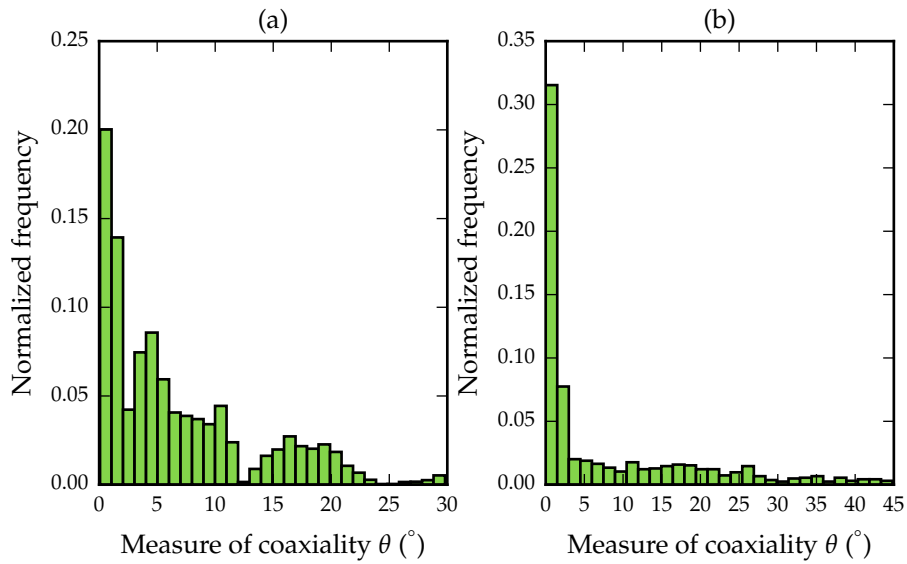 (a)
0.25
0.20
0.15
0.10
0.05
0.00
0 5 10 15 20 25 30
Normalized frequency
Measure of coaxiality θ (°)
(b)
0.35
0.30
0.25
0.20
0.15
0.10
0.05
0.00
0 5 10 15 20 25 30 35 40 45
Normalized frequency
Measure of coaxiality θ (°)